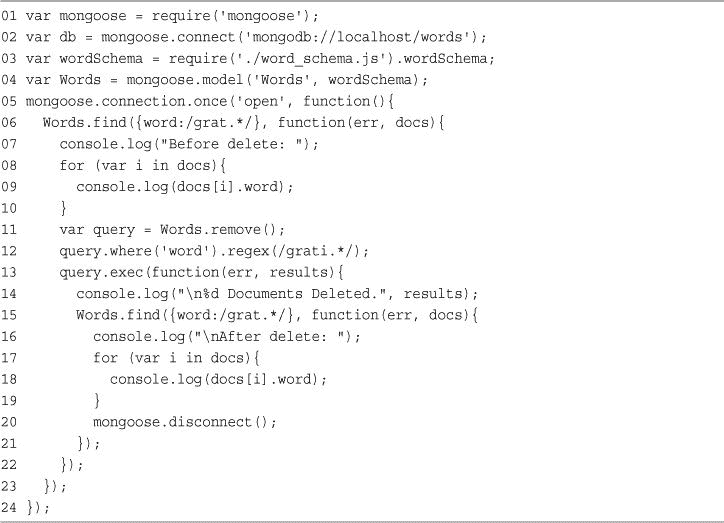 01 var mongoose = require('mongoose');
02 var db = mongoose.connect('mongodb://localhost/words');
03 var wordSchema = require('./word_schema.js').wordSchema;
04 var Words = mongoose.model('Words', wordSchema);
05 mongoose.connection.once('open', function(){
06   Words.find({word:/grat.*/}, function(err, docs){
07     console.log("Before delete: ");
08     for (var i in docs){
09       console.log(docs[i].word);
10     }
11     var query = Words.remove();
12     query.where('word').regex(/grati.*/);
13     query.exec(function(err, results){
14       console.log("\n%d Documents Deleted.", results);
15       Words.find({word:/grat.*/}, function(err, docs){
16         console.log("\nAfter delete: ");
17         for (var i in docs){
18           console.log(docs[i].word);
19         }
20         mongoose.disconnect();
21       });
22     });
23   });
24 });